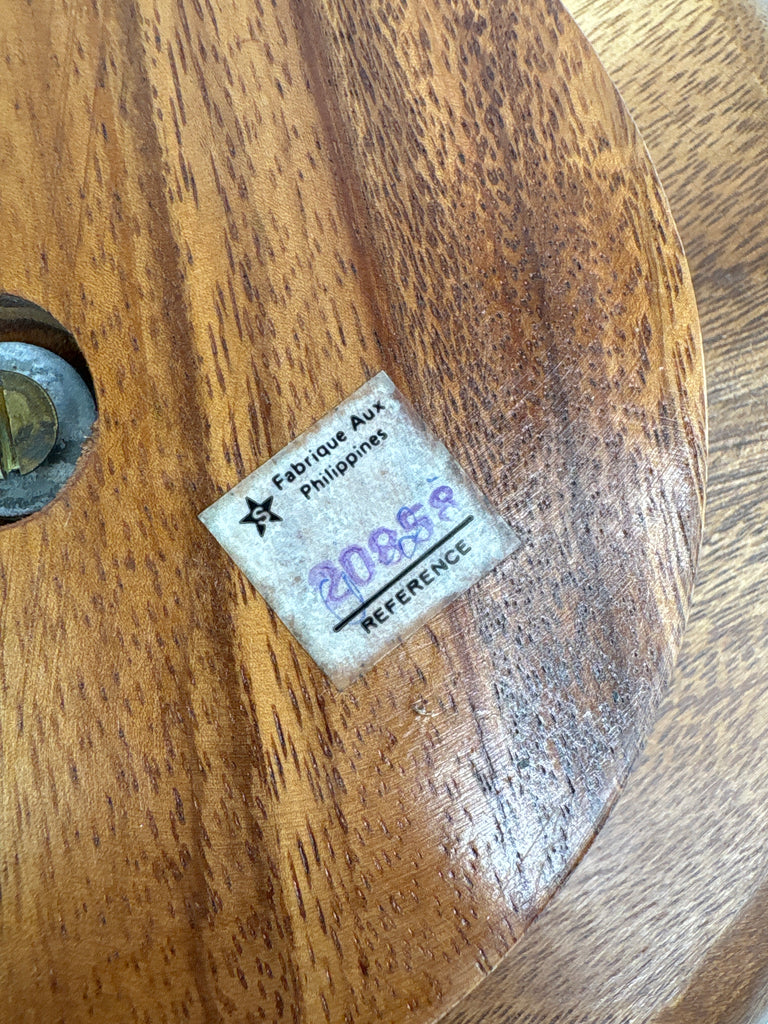 S
Fabrique Aux
Philippines
20858
REFERENCE